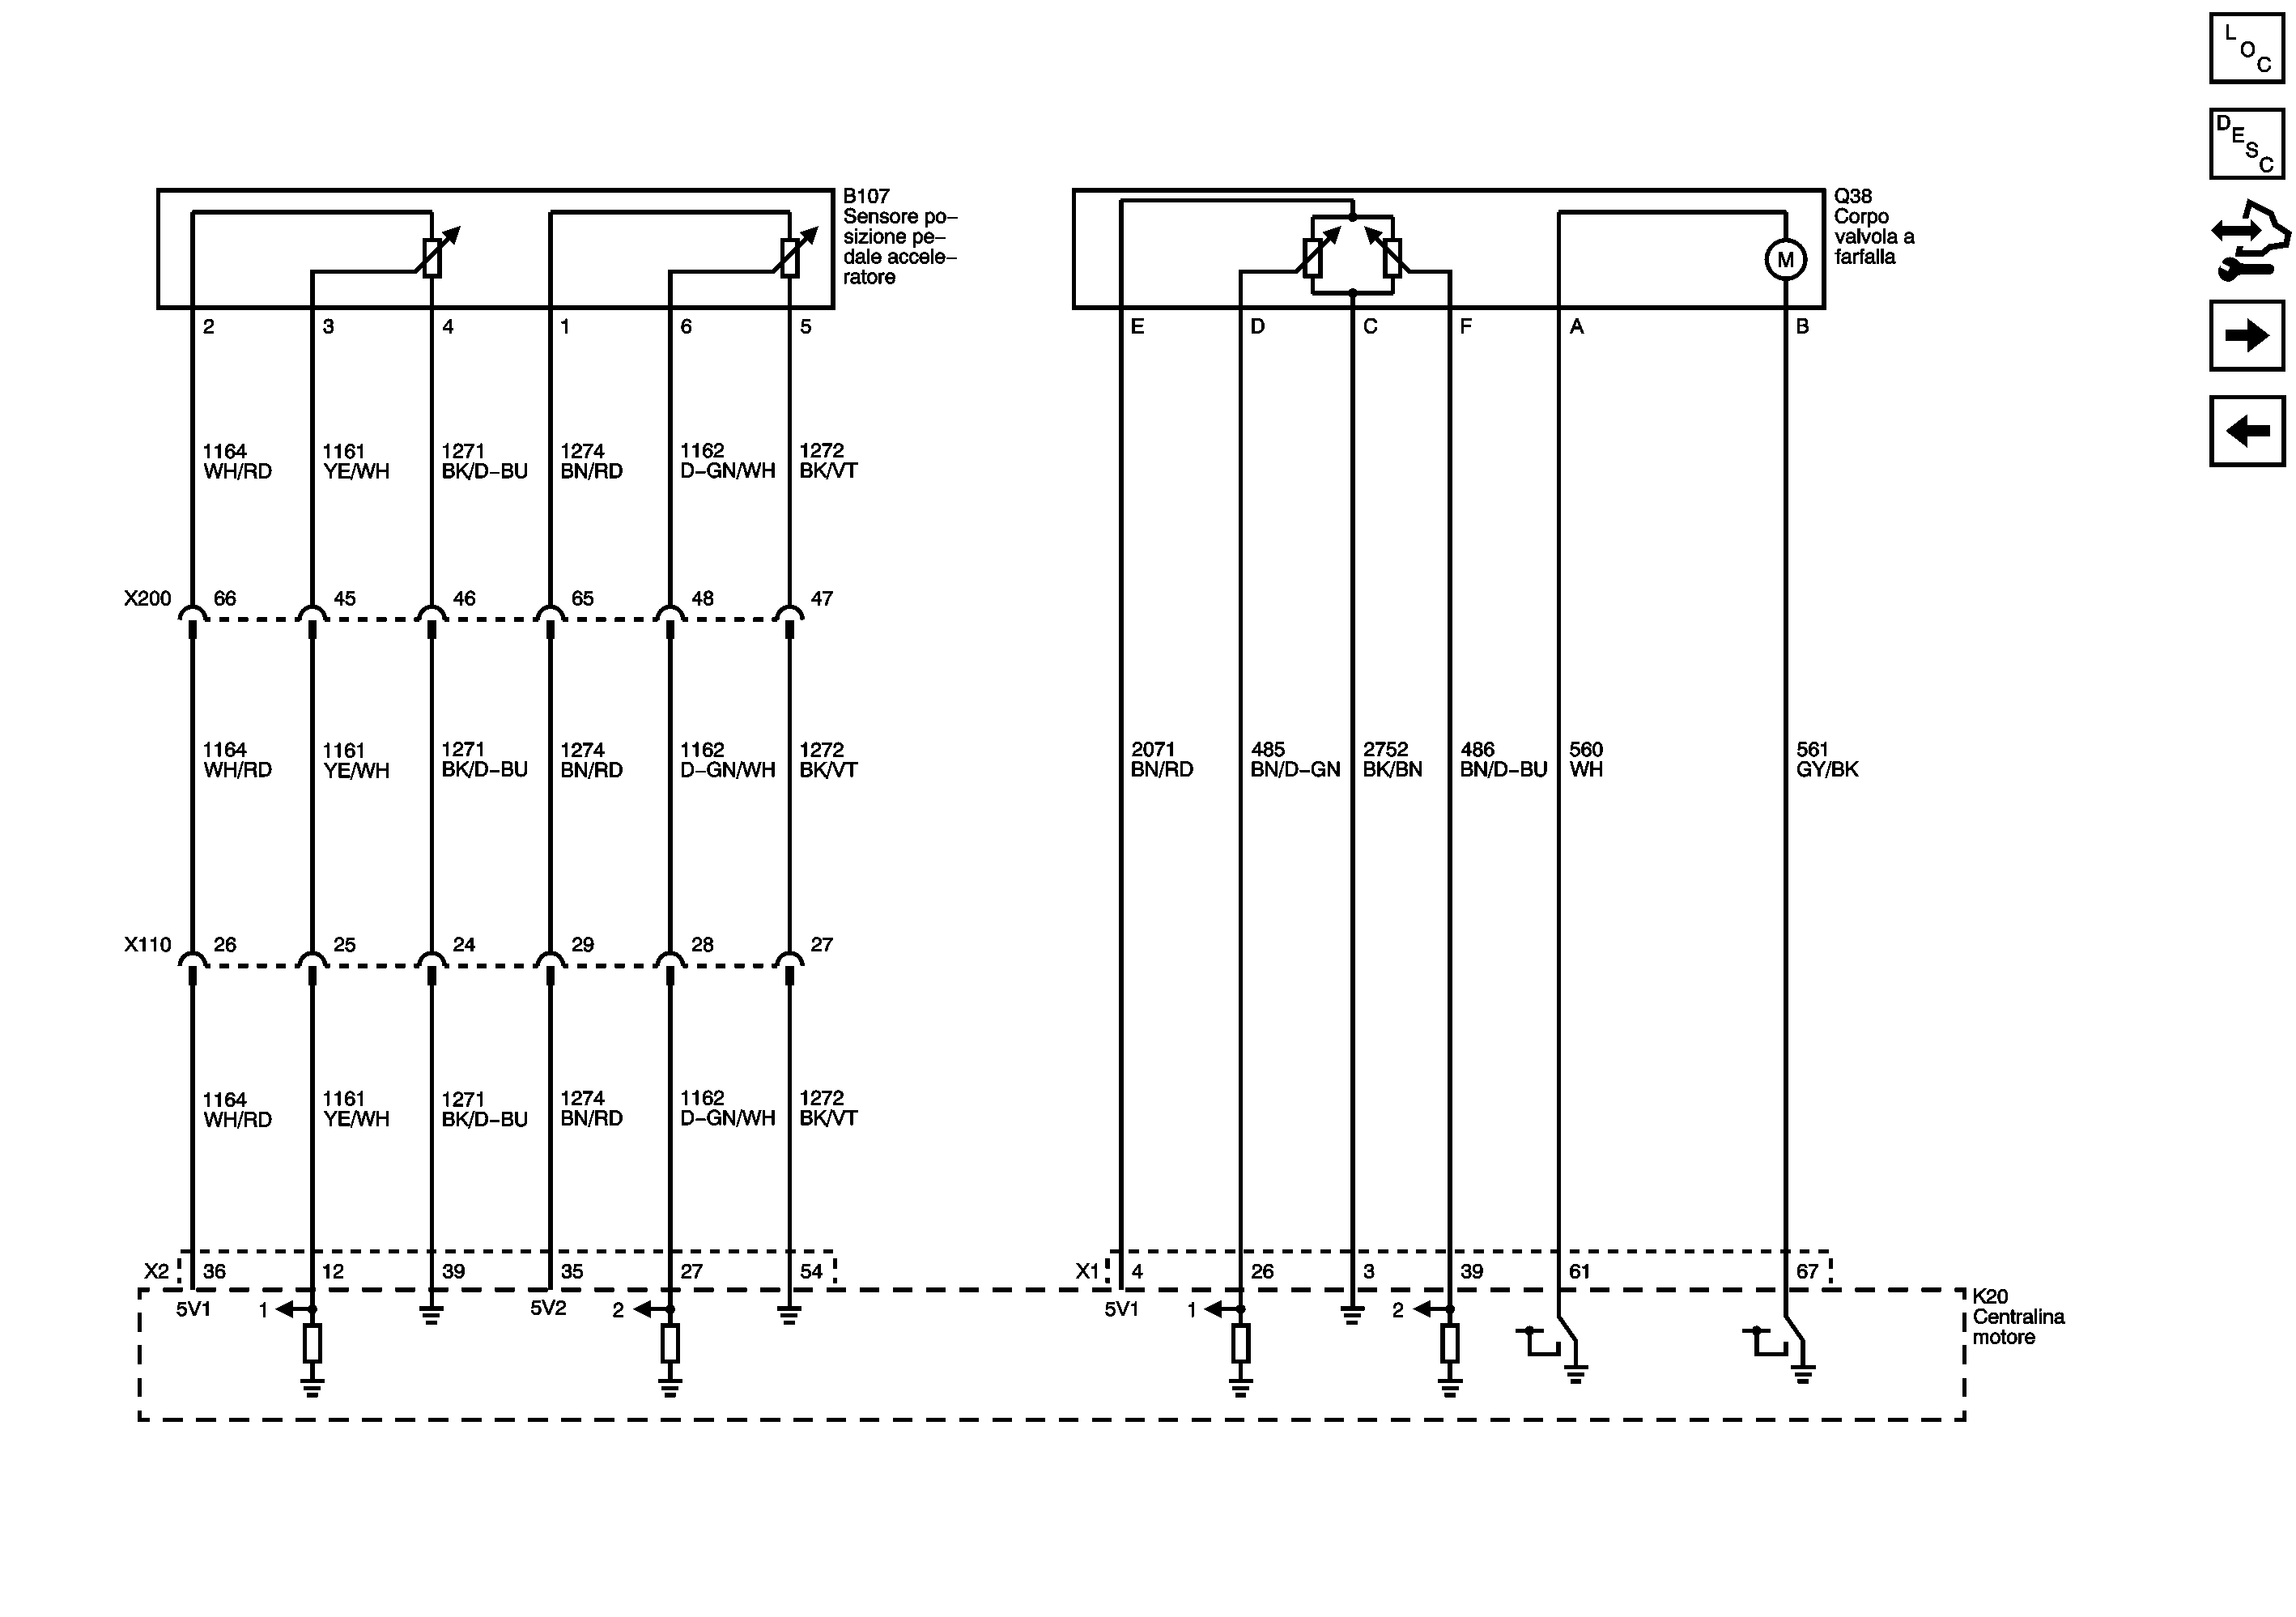 L
O
C
D
E
S
C
B107
Sensore po–
sizione pe–
dale accele–
ratore
Q38
Corpo
valvola a
farfalla
M
2 3 4 1 6 5
E D C F A B
1164 1161 1271 1274 1162 1272
WH/RD YE/WH BK/D–BU BN/RD D–GN/WH BK/VT
X200 66 45 46 65 48 47
1164 1161 1271 1274 1162 1272
WH/RD YE/WH BK/D–BU BN/RD D–GN/WH BK/VT
2071 485 2752 486 560 561
BN/RD BN/D–GN BK/BN BN/D–BU WH GY/BK
X110 26 25 24 29 28 27
1164 1161 1271 1274 1162 1272
WH/RD YE/WH BK/D–BU BN/RD D–GN/WH BK/VT
X2 36 12 39 35 27 54
X1 4 26 3 39 61 67
5V1 1 5V2 2
5V1 1 2
K20
Centralina
motore